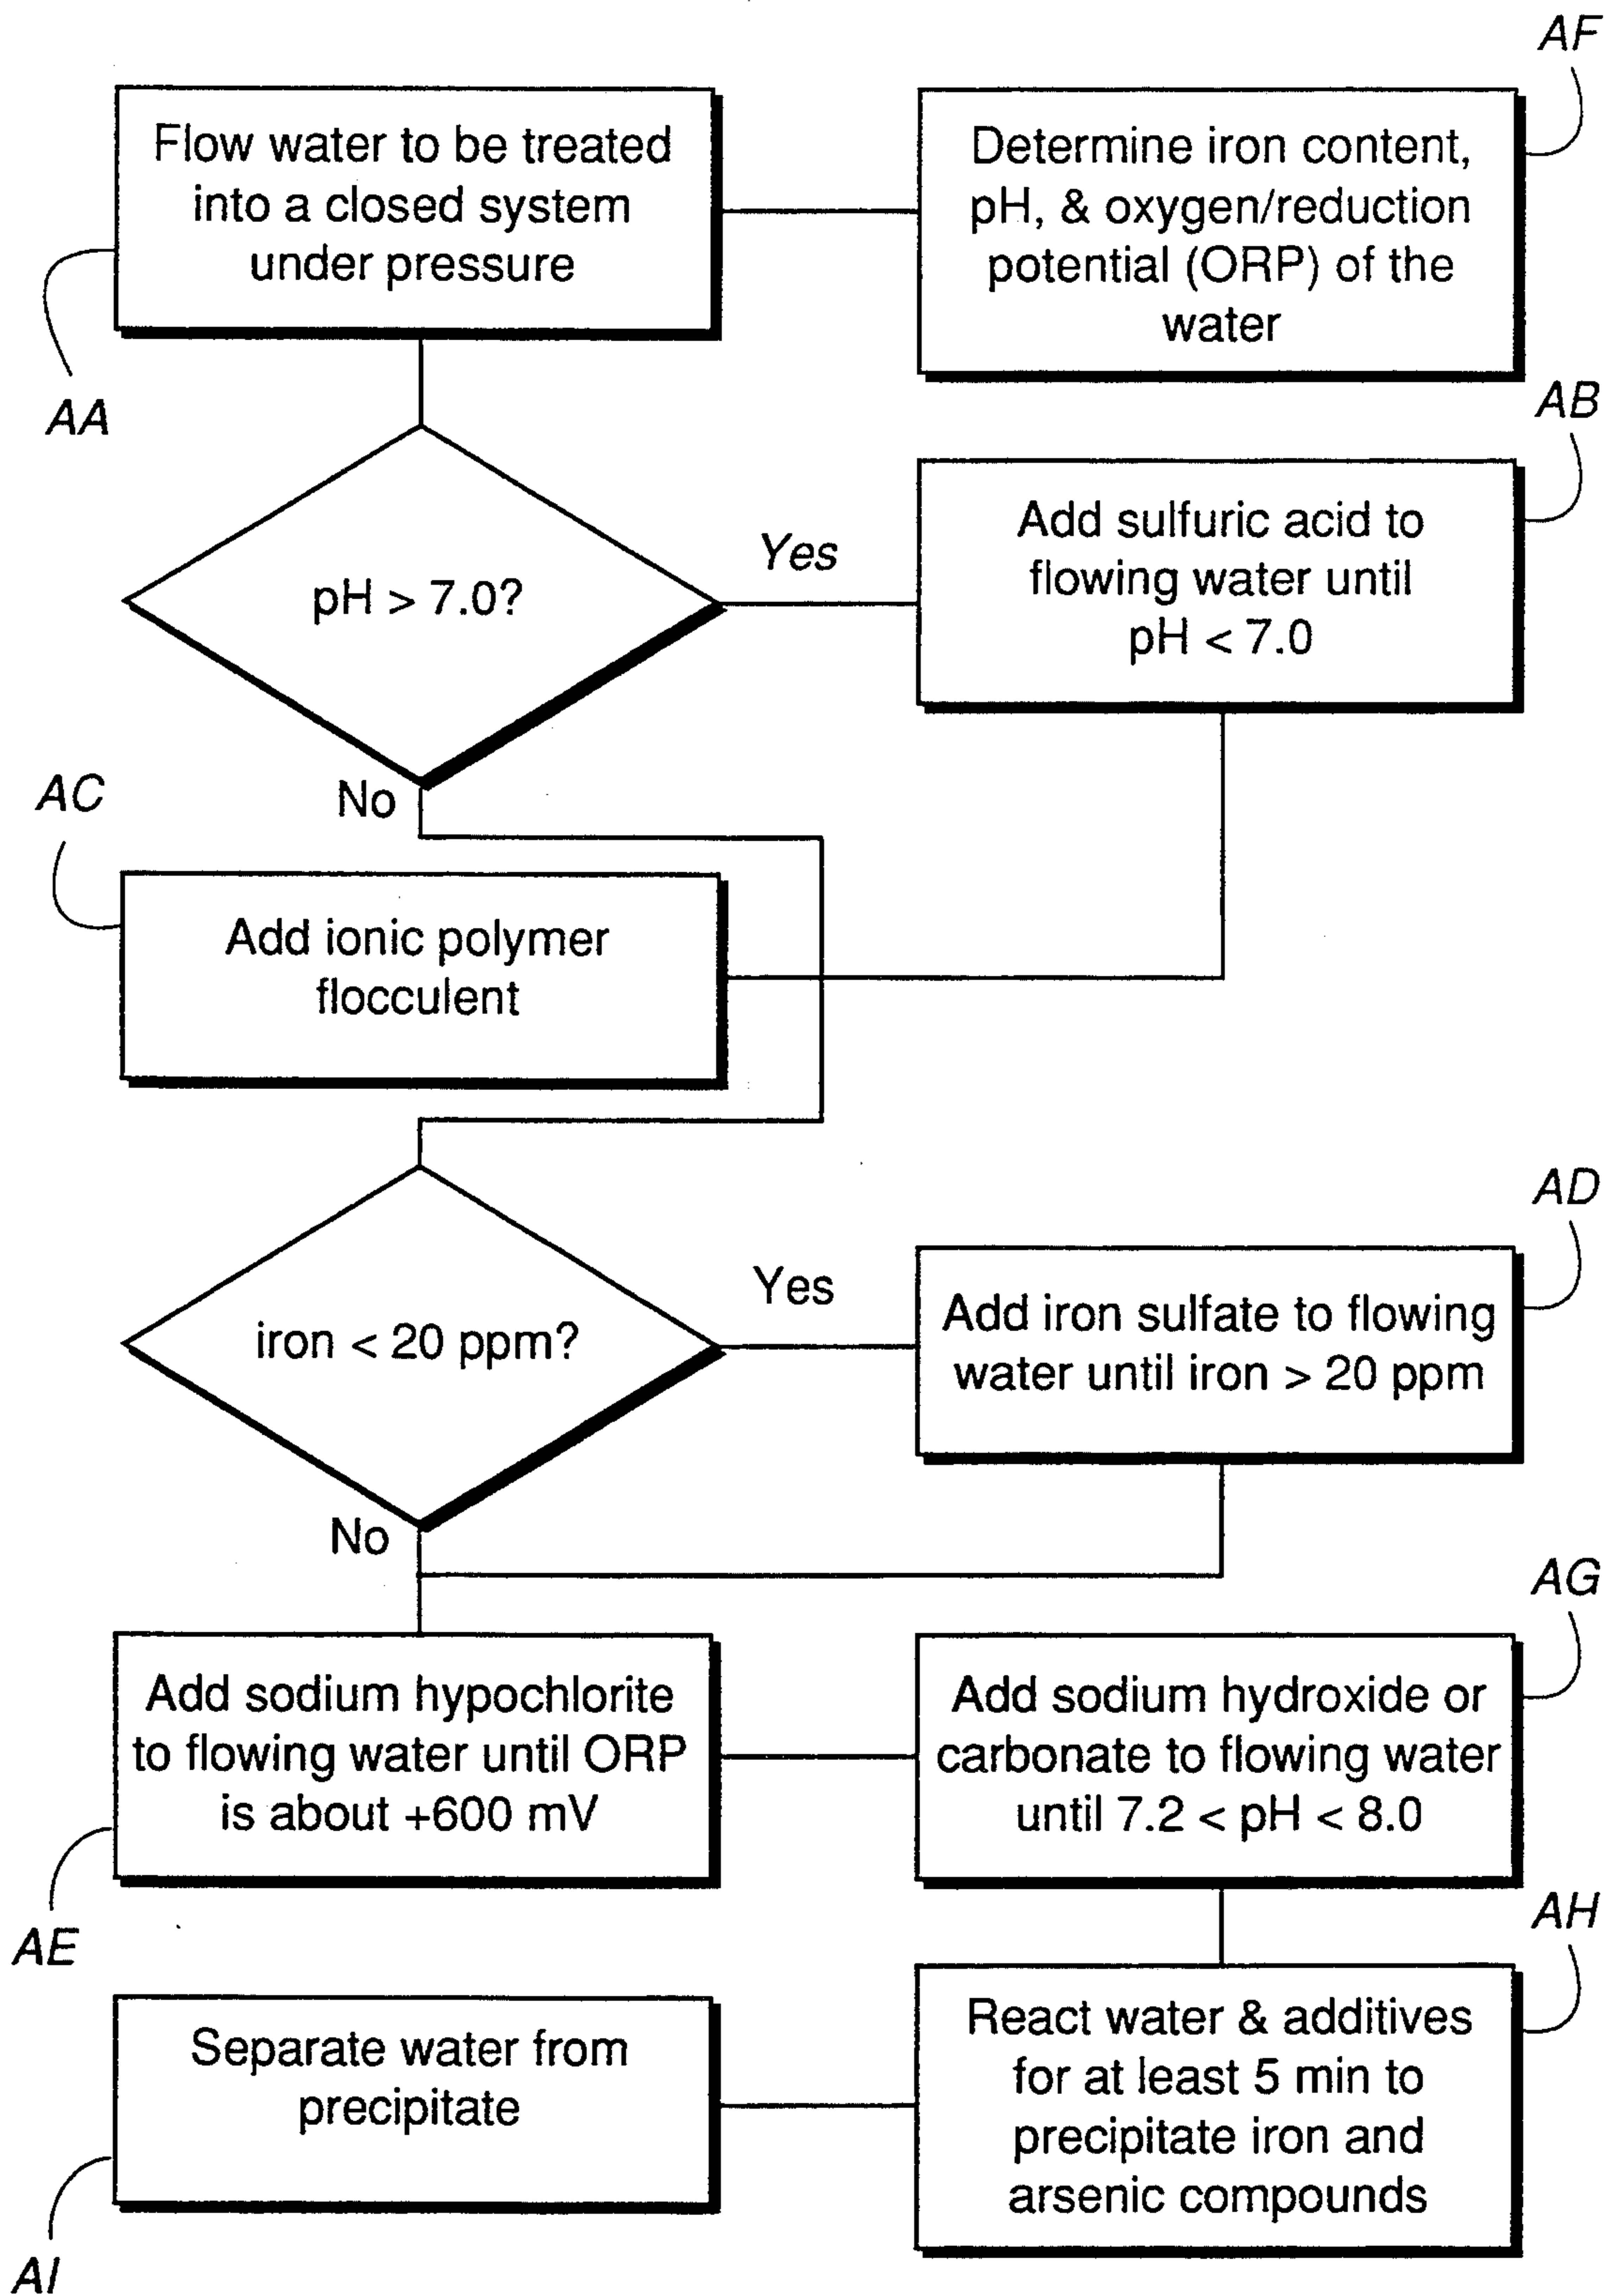 AF
Flow water to be treated
into a closed system
under pressure
Determine iron content,
pH, & oxygen/reduction
potential (ORP) of the
water
AA
AB
pH > 7.0?
Yes
Add sulfuric acid to
flowing water until
pH < 7.0
No
AC
Add ionic polymer
flocculent
AD
iron < 20 ppm?
Yes
Add iron sulfate to flowing
water until iron > 20 ppm
No
AG
Add sodium hypochlorite
to flowing water until ORP
is about +600 mV
Add sodium hydroxide or
carbonate to flowing water
until 7.2 < pH < 8.0
AE
AH
Separate water from
precipitate
React water & additives
for at least 5 min to
precipitate iron and
arsenic compounds
AI